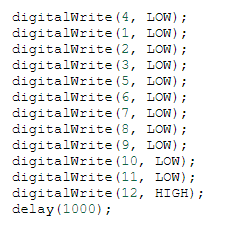 digitalWrite(4, LOW);
digitalWrite(1, LOW);
digitalWrite(2, LOW);
digitalWrite(3, LOW);
digitalWrite(5, LOW);
digitalWrite(6, LOW);
digitalWrite(7, LOW);
digitalWrite(8, LOW);
digitalWrite(9, LOW);
digitalWrite(10, LOW);
digitalWrite(11, LOW);
digitalWrite(12, HIGH);
delay(1000);